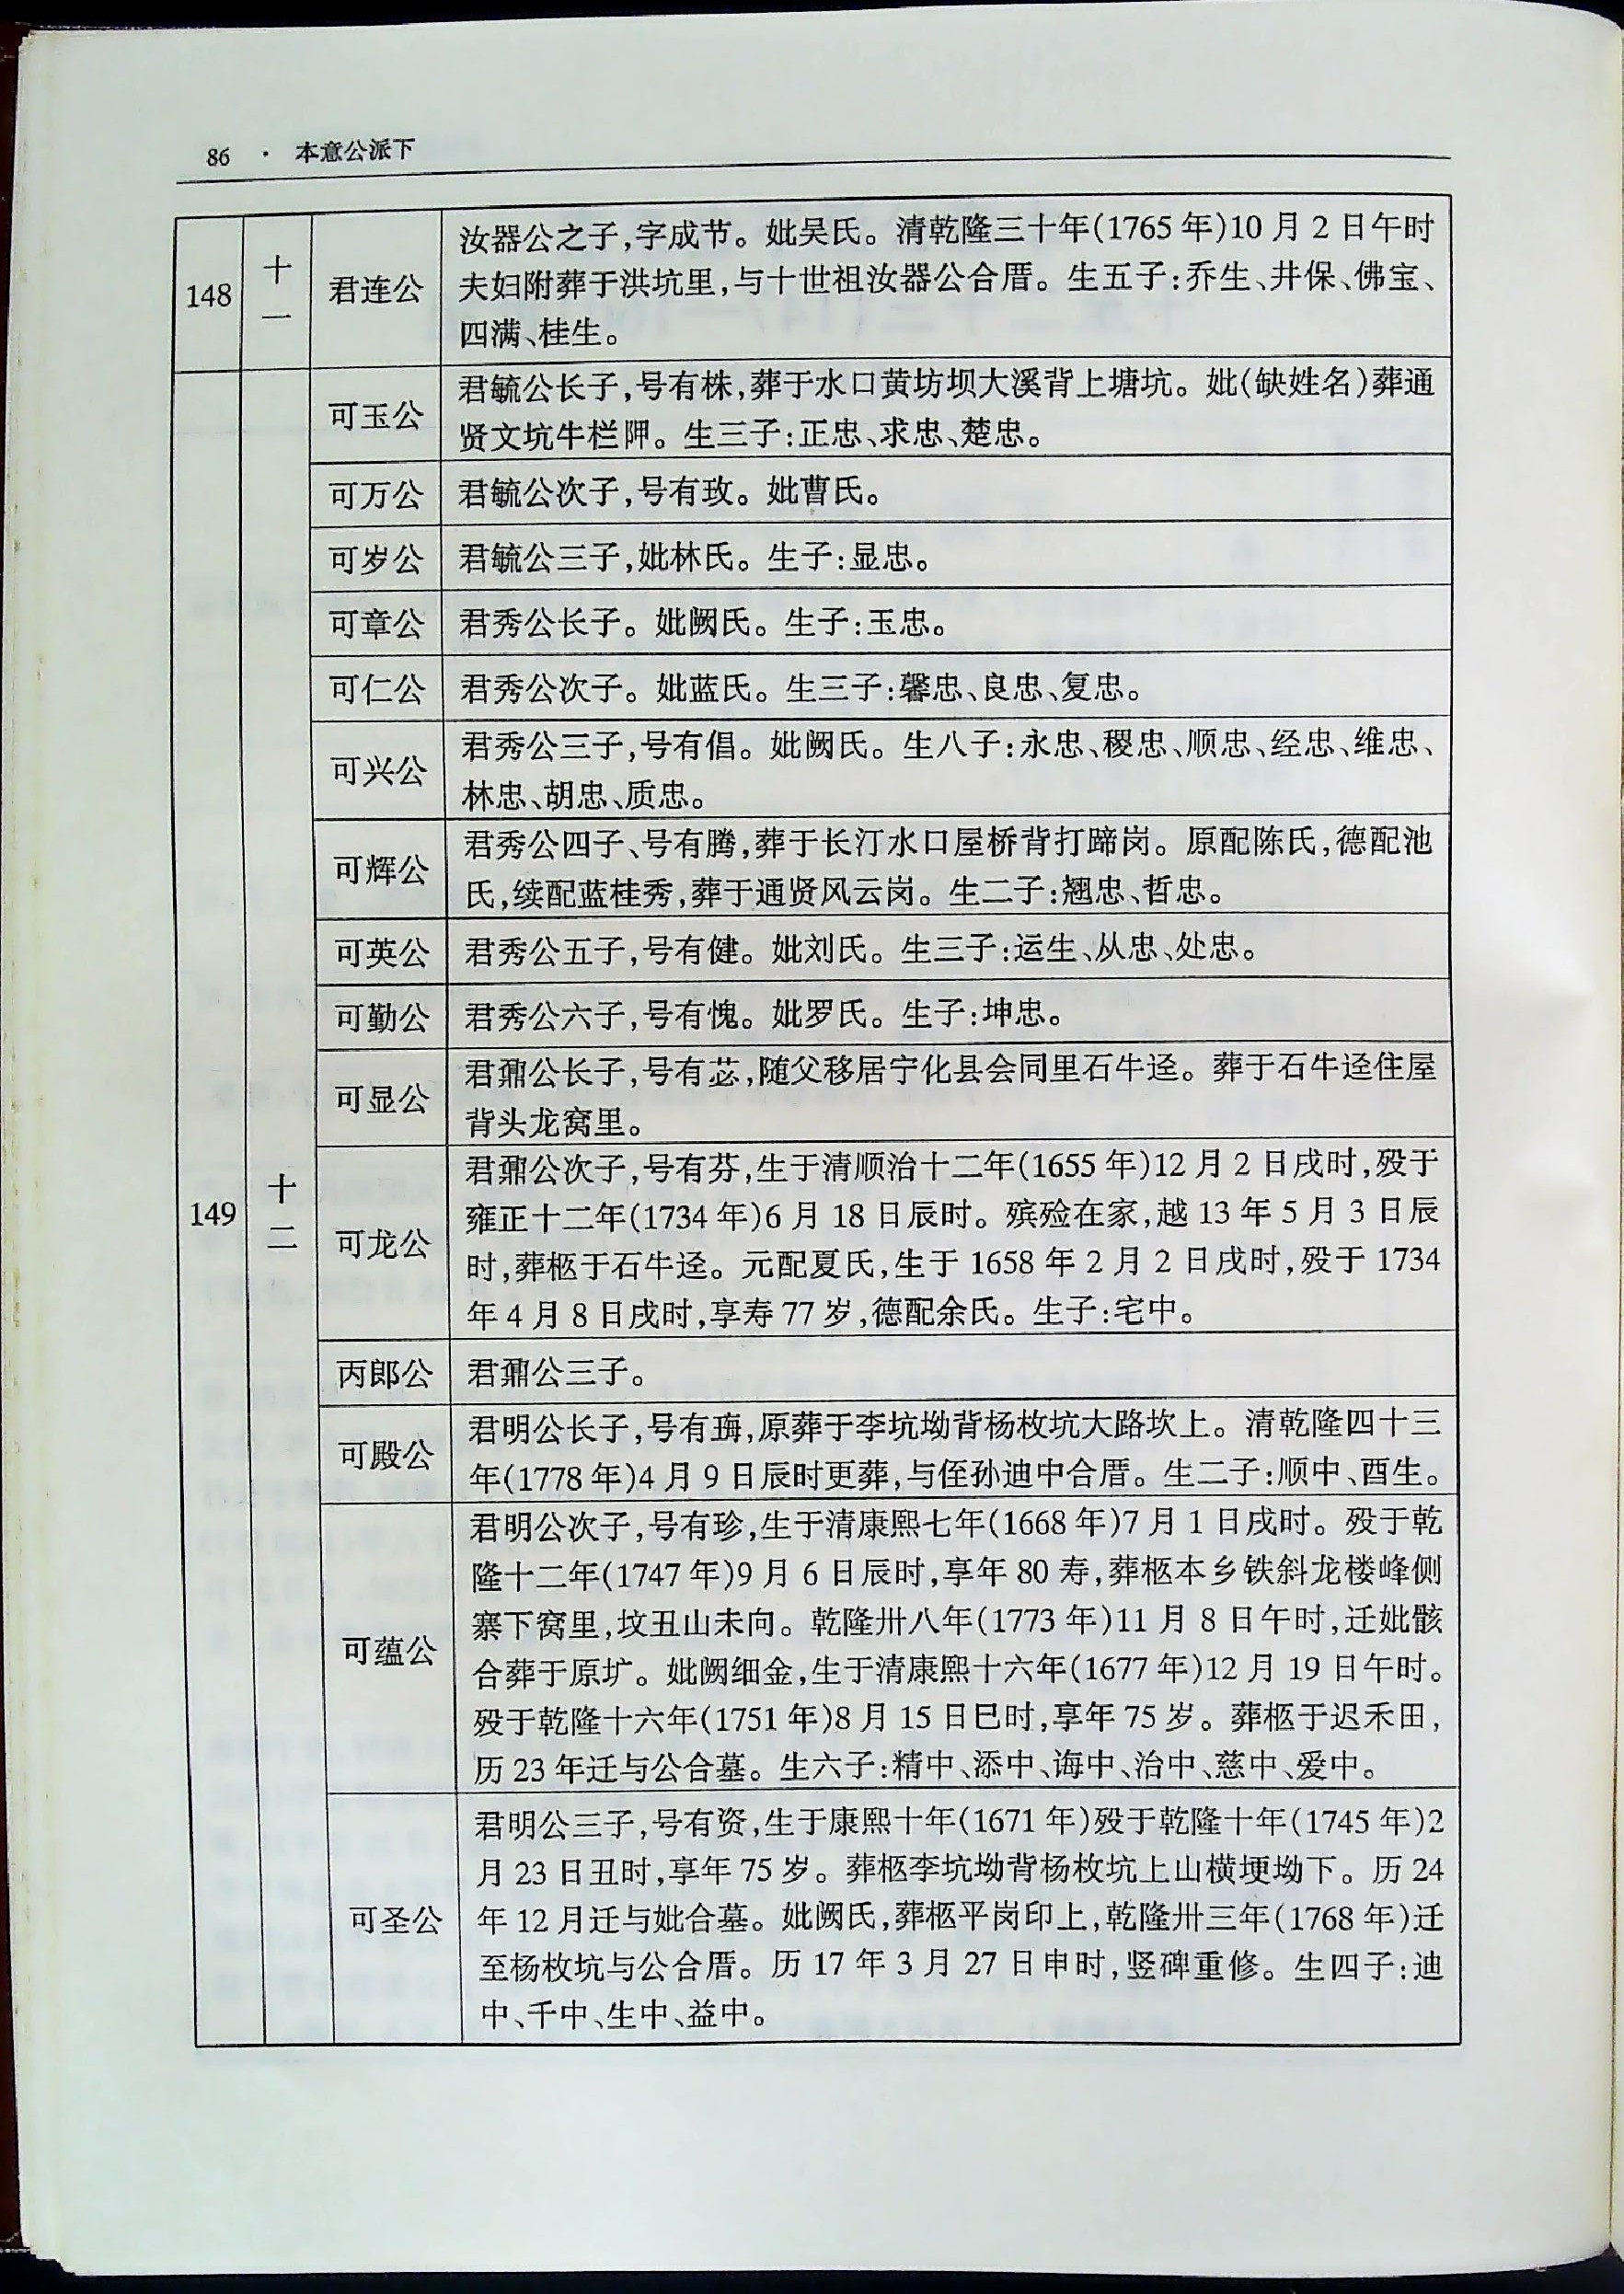 86 · 本意公派下
148
十一
君连公
汝器公之子,字成节。妣吴氏。清乾隆三十年(1765年)10月2日午时
夫妇附葬于洪坑里,与十世祖汝器公合厝。生五子:乔生、井保、佛宝、
四满、桂生。
149
十二
可玉公
君毓公长子,号有株,葬于水口黄坊坝大溪背上塘坑。妣(缺姓名)葬通
贤文坑牛栏岬。生三子:正忠、求忠、楚忠。
可万公
君毓公次子,号有玫。妣曹氏。
可岁公
君毓公三子,妣林氏。生子:显忠。
可章公
君秀公长子。妣阙氏。生子:玉忠。
可仁公
君秀公次子。妣蓝氏。生三子:馨忠、良忠、复忠。
可兴公
君秀公三子,号有倡。妣阙氏。生八子:永忠、稷忠、顺忠、经忠、维忠、
林忠、胡忠、质忠。
可辉公
君秀公四子、号有腾,葬于长汀水口屋桥背打蹄岗。原配陈氏,德配池
氏,续配蓝桂秀,葬于通贤风云岗。生二子:翘忠、哲忠。
可英公
君秀公五子,号有健。妣刘氏。生三子:运生、从忠、处忠。
可勤公
君秀公六子,号有愧。妣罗氏。生子:坤忠。
可显公
君鼐公长子,号有苾,随父移居宁化县会同里石牛迳。葬于石牛迳住屋
背头龙窝里。
可龙公
君鼐公次子,号有芬,生于清顺治十二年(1655年)12月2日戌时,殁于
雍正十二年(1734年)6月18日辰时。殡殓在家,越13年5月3日辰
时,葬柩于石牛迳。元配夏氏,生于1658年2月2日戌时,殁于1734
年4月8日戌时,享寿77岁,德配余氏。生子:宅中。
丙郎公
君鼐公三子。
可殿公
君明公长子,号有,原葬于李坑坳背杨枚坑大路坎上。清乾隆四十三
年(1778年)4月9日辰时更葬,与侄孙迪中合厝。生二子:顺中、酉生。
可蕴公
君明公次子,号有珍,生于清康熙七年(1668年)7月1日戌时。殁于乾
隆十二年(1747年)9月6日辰时,享年80寿,葬柩本乡铁斜龙楼峰侧
寨下窝里,坟丑山未向。乾隆卅八年(1773年)11月8日午时,迁妣骸
合葬于原圹。妣阙细金,生于清康熙十六年(1677年)12月19日午时。
殁于乾隆十六年(1751年)8月15日巳时,享年75岁。葬柩于迟禾田,
历23年迁与公合墓。生六子:精中、添中、诲中、治中、慈中、爱中。
可圣公
君明公三子,号有资,生于康熙十年(1671年)殁于乾隆十年(1745年)2
月23日丑时,享年75岁。葬柩李坑坳背杨枚坑上山横埂坳下。历24
年12月迁与妣合墓。妣阙氏,葬柩平岗印上,乾隆卅三年(1768年)迁
至杨枚坑与公合厝。历17年3月27日申时,竖碑重修。生四子:迪
中、千中、生中、益中。